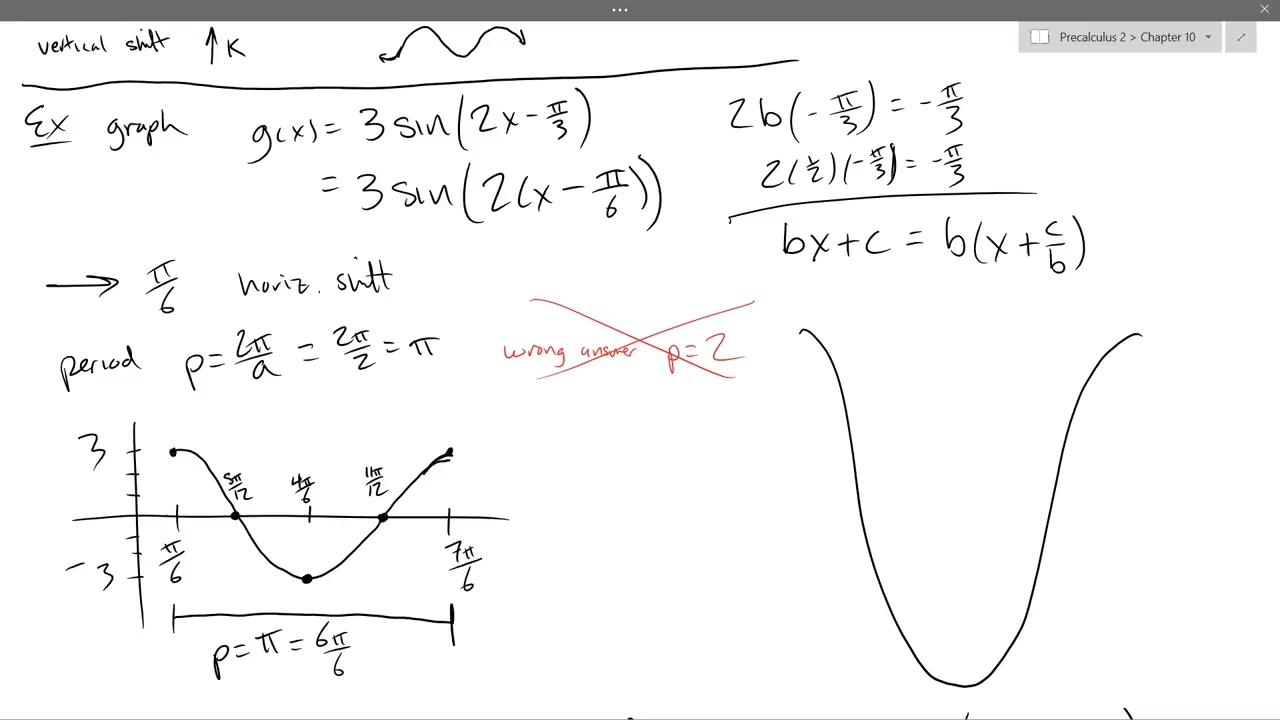 Precalculus 2 > Chapter 10
vertical shift ↑ K
Ex graph g(x) = 3 sin(2x - π/3)
= 3 sin(2(x - π/6))
2b(-π/3) = -π/3
2(1/2)(-π/3) = -π/3
bx + c = b(x + c/b)
→ π/6 horiz. shift
period p = 2π/a = 2π/2 = π
wrong answer p = 2
3
5π/12 4π/6 11π/12
π/6 7π/6
-3
p = π = 6π/6